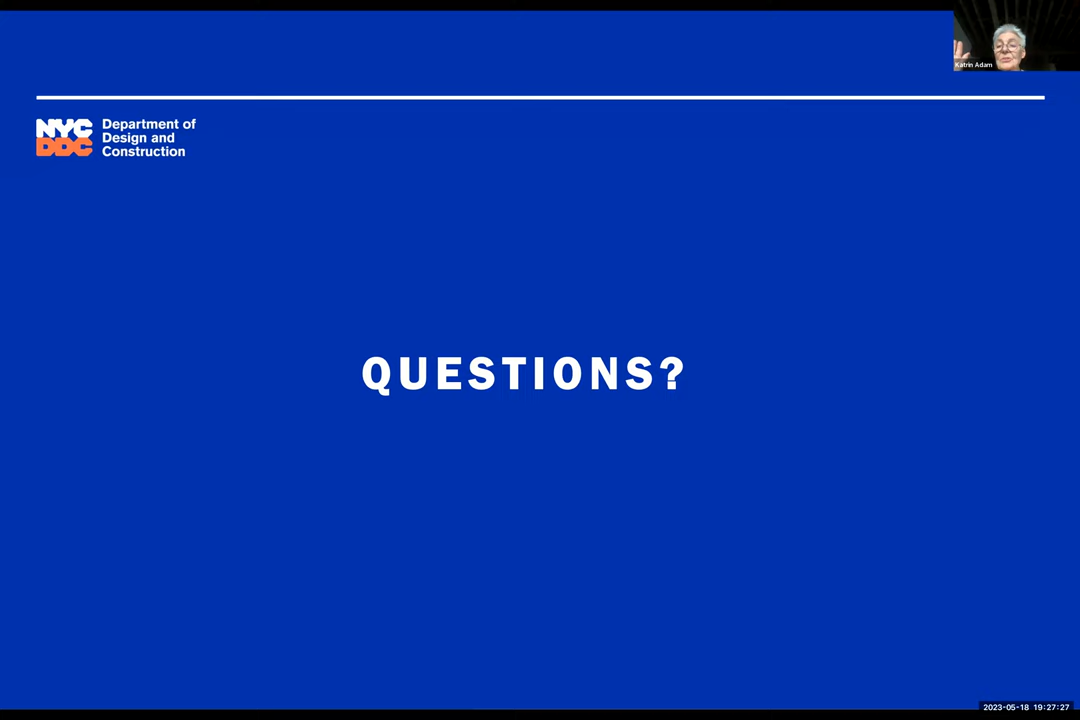 Katrin Adam
NYC
DDC
Department of
Design and
Construction
QUESTIONS?
2023-05-18 19:27:27